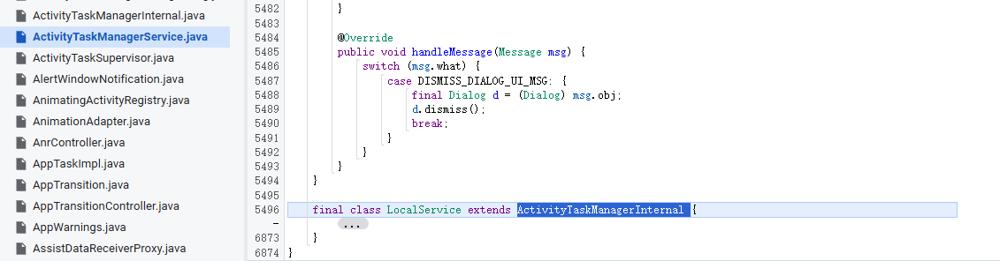 ActivityTaskManagerInternal.java
ActivityTaskManagerService.java
ActivityTaskSupervisor.java
AlertWindowNotification.java
AnimatingActivityRegistry.java
AnimationAdapter.java
AnrController.java
AppTaskImpl.java
AppTransition.java
AppTransitionController.java
AppWarnings.java
AssistDataReceiverProxy.java
5482 }
5483
5484 @Override
5485 public void handleMessage(Message msg) {
5486 switch (msg.what) {
5487 case DISMISS_DIALOG_UI_MSG: {
5488 final Dialog d = (Dialog) msg.obj;
5489 d.dismiss();
5490 break;
5491 }
5492 }
5493 }
5494 }
5495
5496 final class LocalService extends ActivityTaskManagerInternal {
– ...
6873 }
6874 }